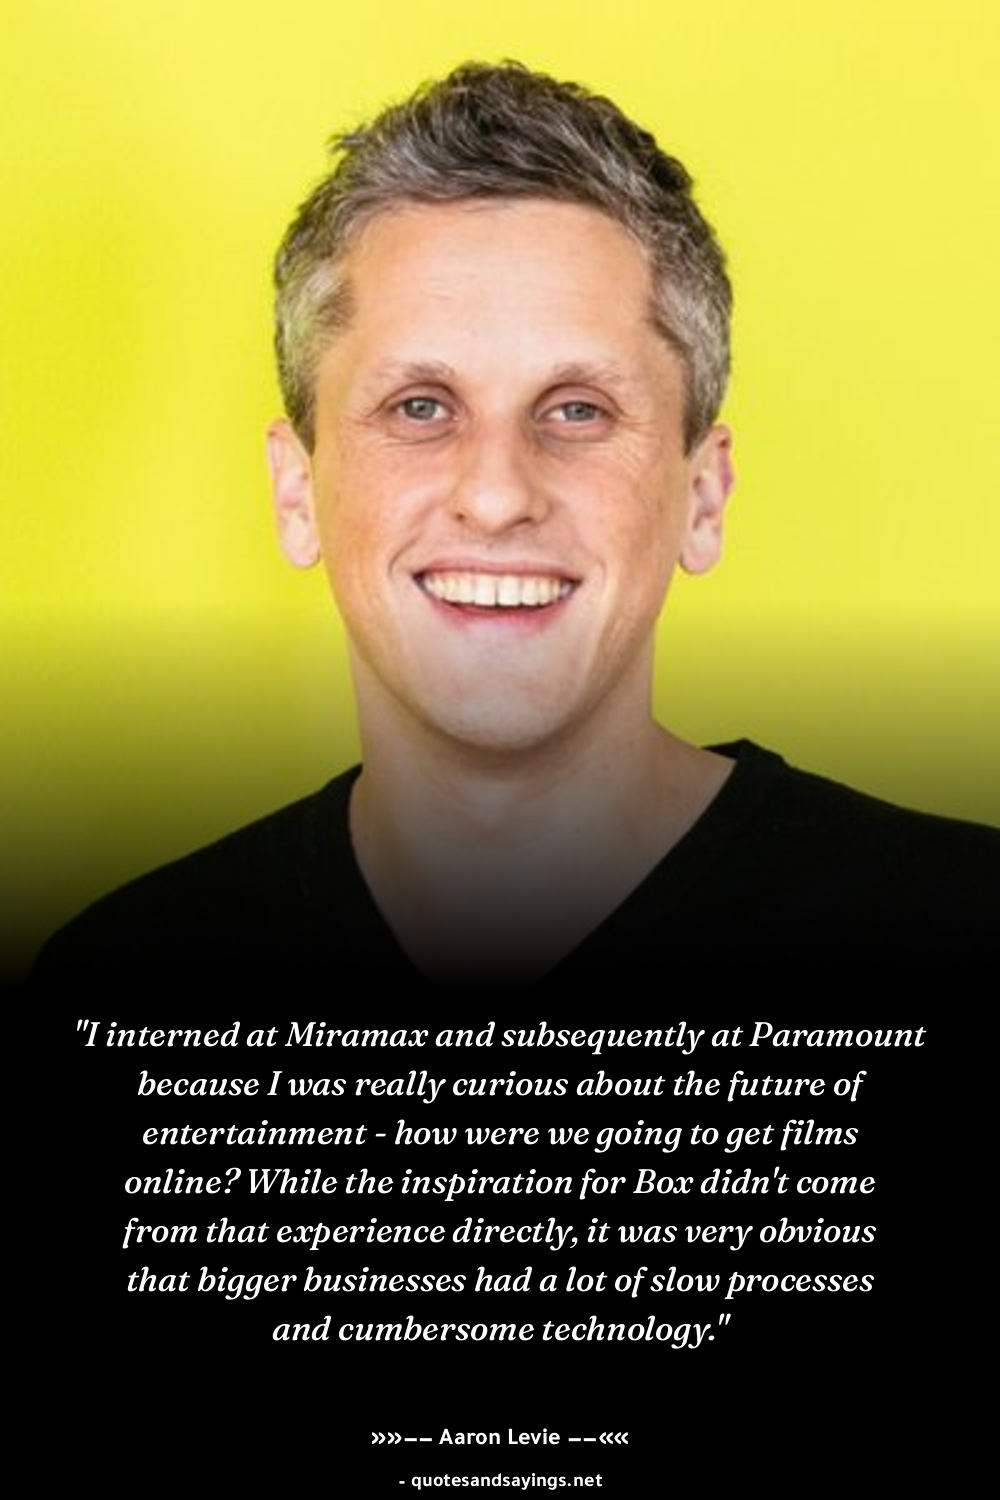 "I interned at Miramax and subsequently at Paramount
because I was really curious about the future of
entertainment - how were we going to get films
online? While the inspiration for Box didn't come
from that experience directly, it was very obvious
that bigger businesses had a lot of slow processes
and cumbersome technology."
»»–– Aaron Levie ––««
- quotesandsayings.net